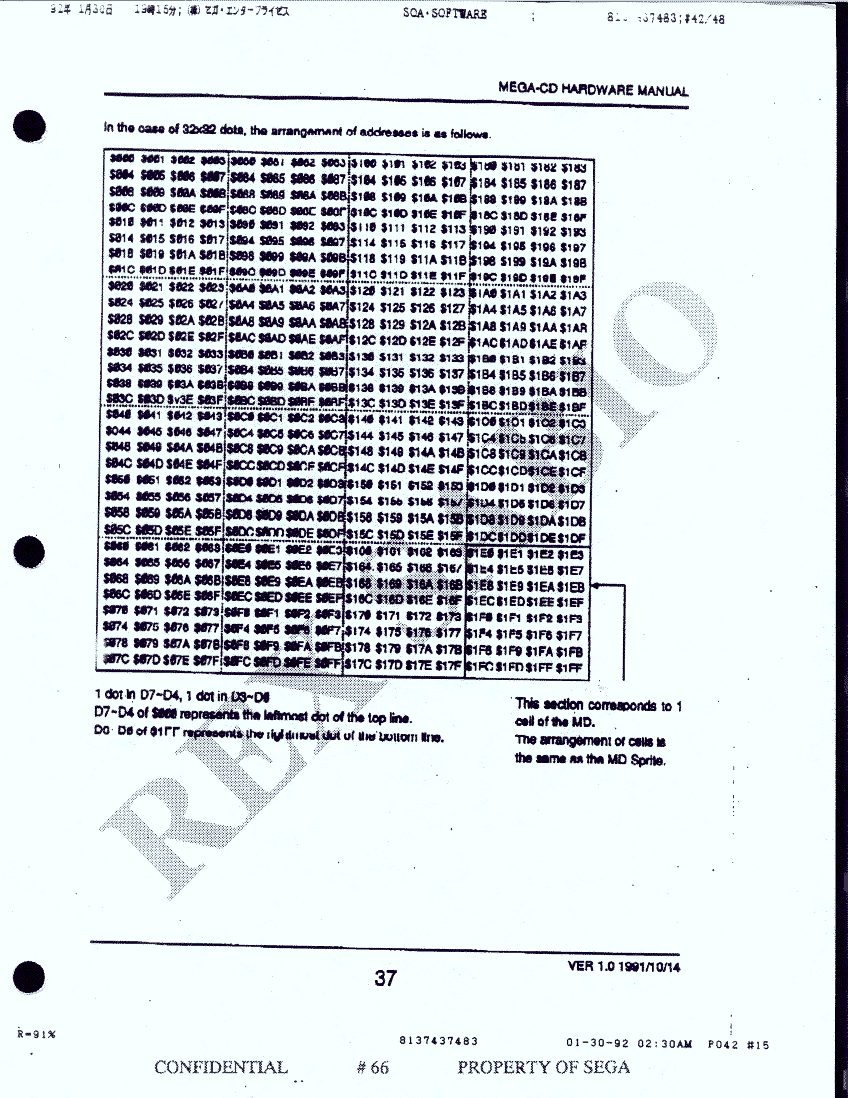 92年 1月30日 19時15分; SOA・SOFTWARE ; 813 437483;#42/48
MEGA-CD HARDWARE MANUAL
In the case of 32x32 dots, the arrangement of addresses is as follows.
$000 $001 $002 $003 $080 $081 $082 $083 $100 $101 $102 $103 $180 $181 $182 $183
$004 $005 $006 $007 $084 $085 $086 $087 $104 $105 $106 $107 $184 $185 $186 $187
$008 $009 $00A $00B $088 $089 $08A $08B $108 $109 $10A $10B $188 $189 $18A $18B
$00C $00D $00E $00F $08C $08D $08E $08F $10C $10D $10E $10F $18C $18D $18E $18F
$010 $011 $012 $013 $090 $091 $092 $093 $110 $111 $112 $113 $190 $191 $192 $193
$014 $015 $016 $017 $094 $095 $096 $097 $114 $115 $116 $117 $194 $195 $196 $197
$018 $019 $01A $01B $098 $099 $09A $09B $118 $119 $11A $11B $198 $199 $19A $19B
$01C $01D $01E $01F $09C $09D $09E $09F $11C $11D $11E $11F $19C $19D $19E $19F
$020 $021 $022 $023 $0A0 $0A1 $0A2 $0A3 $120 $121 $122 $123 $1A0 $1A1 $1A2 $1A3
$024 $025 $026 $027 $0A4 $0A5 $0A6 $0A7 $124 $125 $126 $127 $1A4 $1A5 $1A6 $1A7
$028 $029 $02A $02B $0A8 $0A9 $0AA $0AB $128 $129 $12A $12B $1A8 $1A9 $1AA $1AB
$02C $02D $02E $02F $0AC $0AD $0AE $0AF $12C $12D $12E $12F $1AC $1AD $1AE $1AF
$030 $031 $032 $033 $0B0 $0B1 $0B2 $0B3 $130 $131 $132 $133 $1B0 $1B1 $1B2 $1B3
$034 $035 $036 $037 $0B4 $0B5 $0B6 $0B7 $134 $135 $136 $137 $1B4 $1B5 $1B6 $1B7
$038 $039 $03A $03B $0B8 $0B9 $0BA $0BB $138 $139 $13A $13B $1B8 $1B9 $1BA $1BB
$03C $03D $03E $03F $0BC $0BD $0BE $0BF $13C $13D $13E $13F $1BC $1BD $1BE $1BF
$040 $041 $042 $043 $0C0 $0C1 $0C2 $0C3 $140 $141 $142 $143 $1C0 $1C1 $1C2 $1C3
$044 $045 $046 $047 $0C4 $0C5 $0C6 $0C7 $144 $145 $146 $147 $1C4 $1C5 $1C6 $1C7
$048 $049 $04A $04B $0C8 $0C9 $0CA $0CB $148 $149 $14A $14B $1C8 $1C9 $1CA $1CB
$04C $04D $04E $04F $0CC $0CD $0CE $0CF $14C $14D $14E $14F $1CC $1CD $1CE $1CF
$050 $051 $052 $053 $0D0 $0D1 $0D2 $0D3 $150 $151 $152 $153 $1D0 $1D1 $1D2 $1D3
$054 $055 $056 $057 $0D4 $0D5 $0D6 $0D7 $154 $155 $156 $157 $1D4 $1D5 $1D6 $1D7
$058 $059 $05A $05B $0D8 $0D9 $0DA $0DB $158 $159 $15A $15B $1D8 $1D9 $1DA $1DB
$05C $05D $05E $05F $0DC $0DD $0DE $0DF $15C $15D $15E $15F $1DC $1DD $1DE $1DF
$060 $061 $062 $063 $0E0 $0E1 $0E2 $0E3 $160 $161 $162 $163 $1E0 $1E1 $1E2 $1E3
$064 $065 $066 $067 $0E4 $0E5 $0E6 $0E7 $164 $165 $166 $167 $1E4 $1E5 $1E6 $1E7
$068 $069 $06A $06B $0E8 $0E9 $0EA $0EB $168 $169 $16A $16B $1E8 $1E9 $1EA $1EB
$06C $06D $06E $06F $0EC $0ED $0EE $0EF $16C $16D $16E $16F $1EC $1ED $1EE $1EF
$070 $071 $072 $073 $0F0 $0F1 $0F2 $0F3 $170 $171 $172 $173 $1F0 $1F1 $1F2 $1F3
$074 $075 $076 $077 $0F4 $0F5 $0F6 $0F7 $174 $175 $176 $177 $1F4 $1F5 $1F6 $1F7
$078 $079 $07A $07B $0F8 $0F9 $0FA $0FB $178 $179 $17A $17B $1F8 $1F9 $1FA $1FB
$07C $07D $07E $07F $0FC $0FD $0FE $0FF $17C $17D $17E $17F $1FC $1FD $1FE $1FF
1 dot in D7~D4, 1 dot in D3~D0
D7~D4 of $000 represents the leftmost dot of the top line.
D3~D0 of $1FF represents the rightmost dot of the bottom line.
This section corresponds to 1
cell of the MD.
The arrangement of cells is
the same as the MD Sprite.
VER 1.0 1991/10/14
37
R=91%
8137437483 01-30-92 02:30AM P042 #15
CONFIDENTIAL #66 PROPERTY OF SEGA